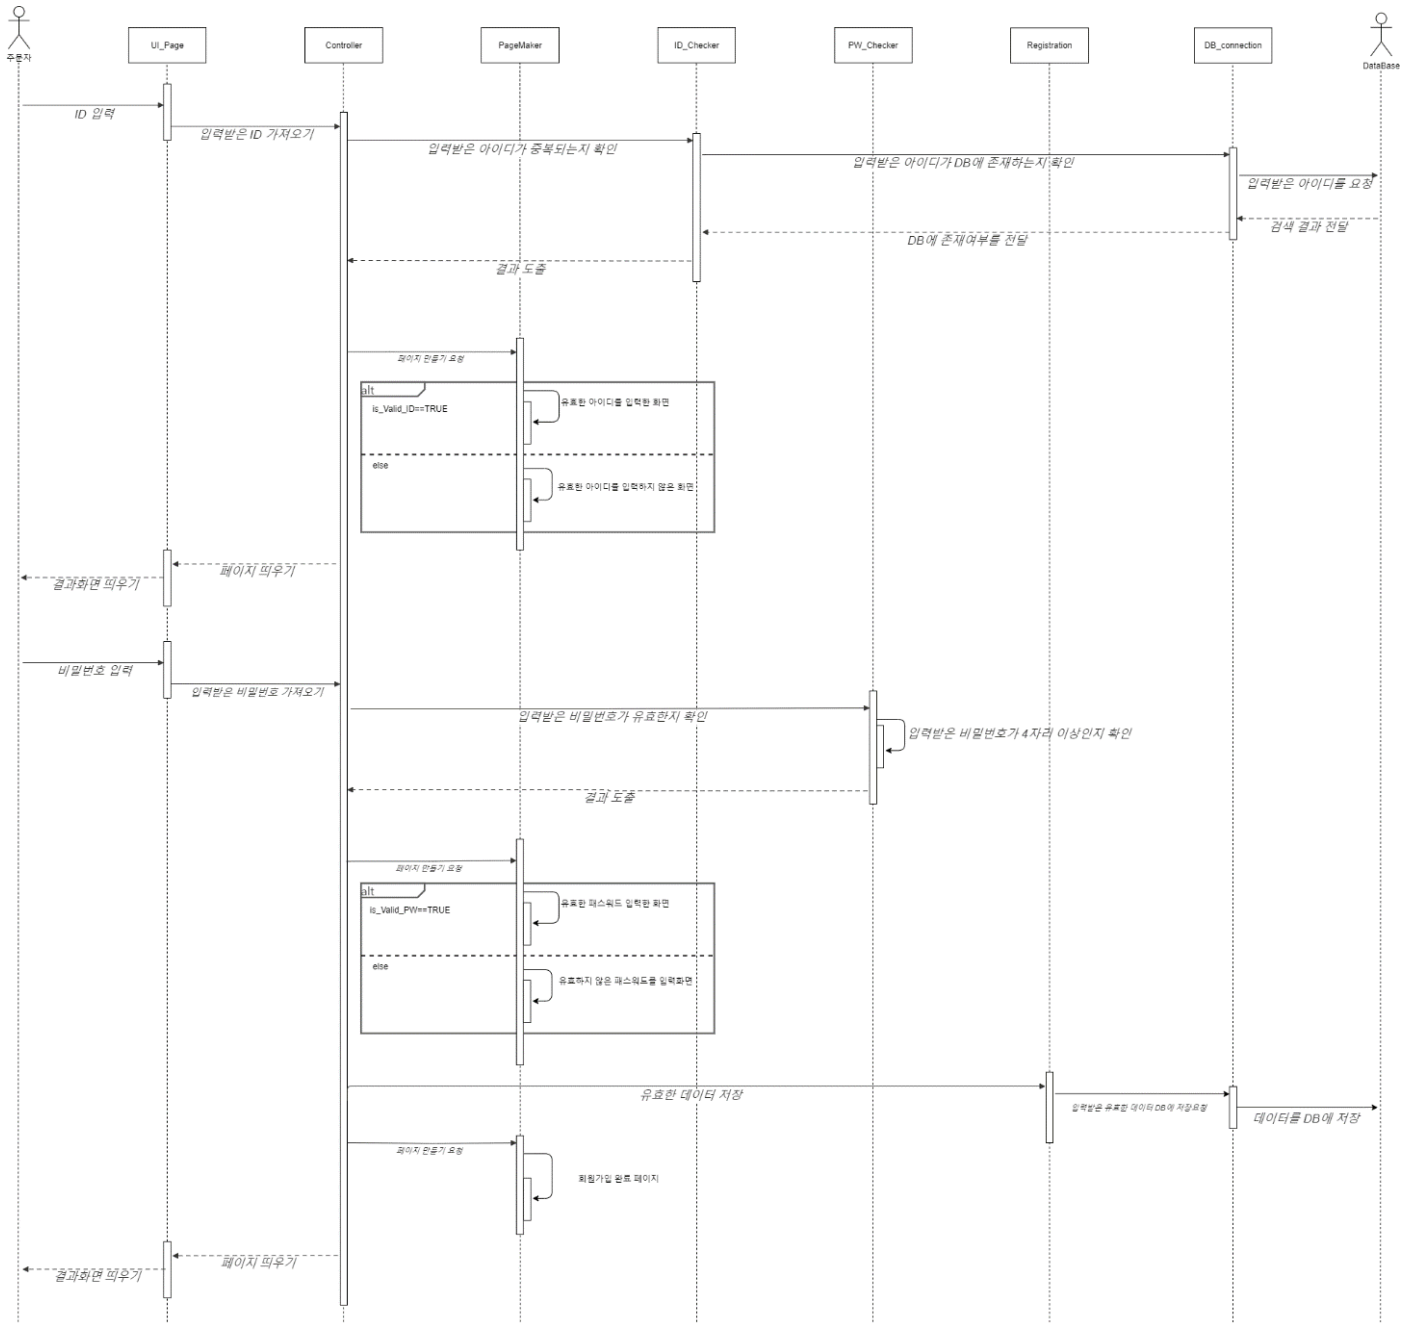 주문자
UI_Page
Controller
PageMaker
ID_Checker
PW_Checker
Registration
DB_connection
DataBase
ID 입력
입력받은 ID 가져오기
입력받은 아이디가 중복되는지 확인
입력받은 아이디가 DB에 존재하는지 확인
입력받은 아이디를 요청
검색 결과 전달
DB에 존재여부를 전달
결과 도출
페이지 만들기 요청
alt
유효한 아이디를 입력한 화면
is_Valid_ID==TRUE
else
유효한 아이디를 입력하지 않은 화면
페이지 띄우기
결과화면 띄우기
비밀번호 입력
입력받은 비밀번호 가져오기
입력받은 비밀번호가 유효한지 확인
입력받은 비밀번호가 4자리 이상인지 확인
결과 도출
페이지 만들기 요청
alt
유효한 패스워드 입력한 화면
is_Valid_PW==TRUE
else
유효하지 않은 패스워드를 입력화면
유효한 데이터 저장
입력받은 유효한 데이터 DB에 저장요청
데이터를 DB에 저장
페이지 만들기 요청
회원가입 완료 페이지
페이지 띄우기
결과화면 띄우기